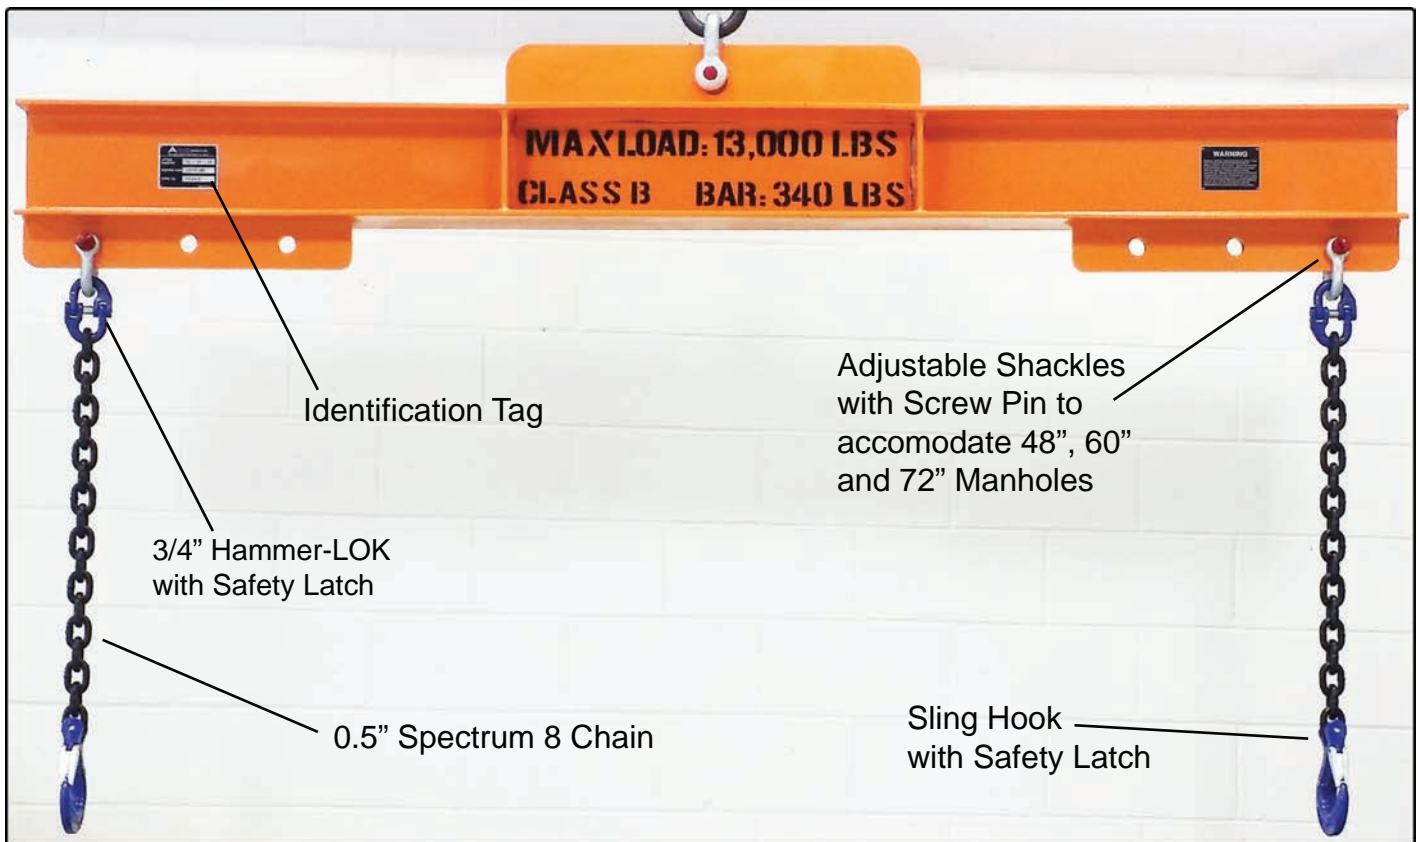 MAX LOAD: 13,000 LBS
CLASS B BAR: 340 LBS
WARNING
Identification Tag
Adjustable Shackles
with Screw Pin to
accomodate 48”, 60”
and 72” Manholes
3/4” Hammer-LOK
with Safety Latch
0.5” Spectrum 8 Chain
Sling Hook
with Safety Latch